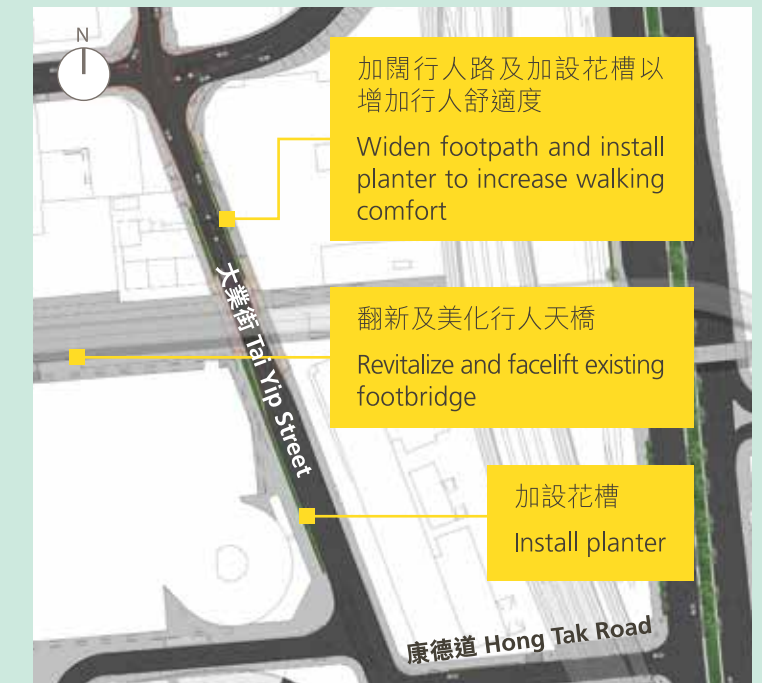 N
加闊行人路及加設花槽以
增加行人舒適度
Widen footpath and install
planter to increase walking
comfort
大業街 Tai Yip Street
翻新及美化行人天橋
Revitalize and facelift existing
footbridge
加設花槽
Install planter
康德道 Hong Tak Road